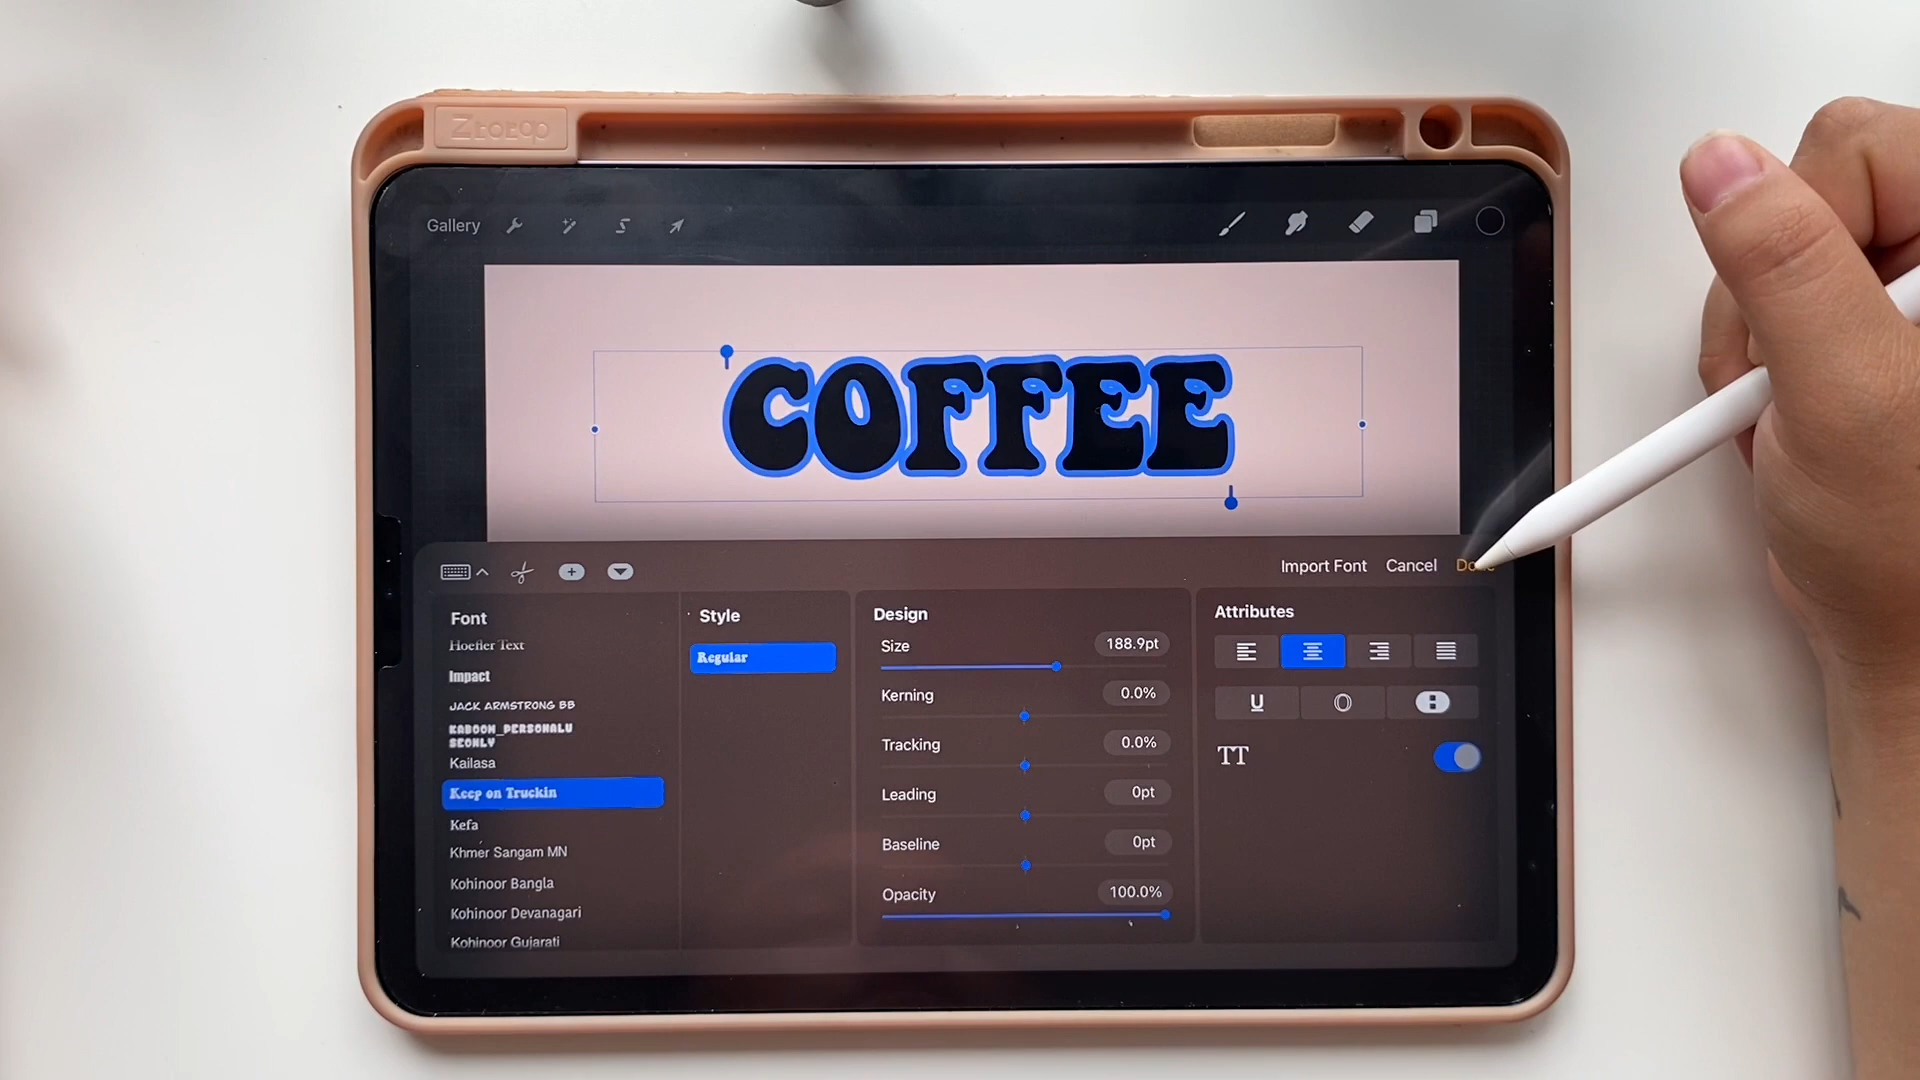 Gallery
COFFEE
Import Font
Cancel
Done
Font
Hoefler Text
Impact
JACK ARMSTRONG BB
KABOOM_PERSONALU
SEONLY
Kailasa
Keep on Truckin
Kefa
Khmer Sangam MN
Kohinoor Bangla
Kohinoor Devanagari
Kohinoor Gujarati
Style
Regular
Design
Size 188.9pt
Kerning 0.0%
Tracking 0.0%
Leading 0pt
Baseline 0pt
Opacity 100.0%
Attributes
U O
TT